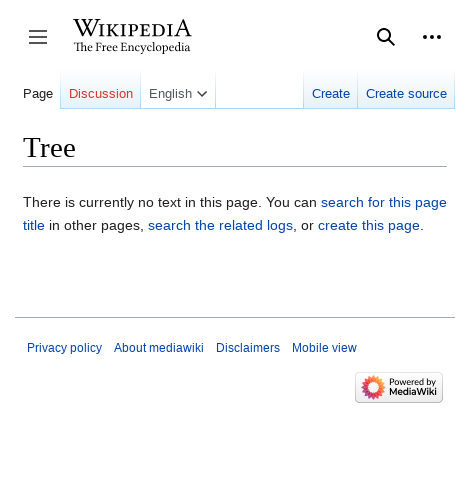 WIKIPEDIA
The Free Encyclopedia
Page Discussion English Create Create source
Tree
There is currently no text in this page. You can search for this page
title in other pages, search the related logs, or create this page.
Privacy policy About mediawiki Disclaimers Mobile view
Powered by
MediaWiki